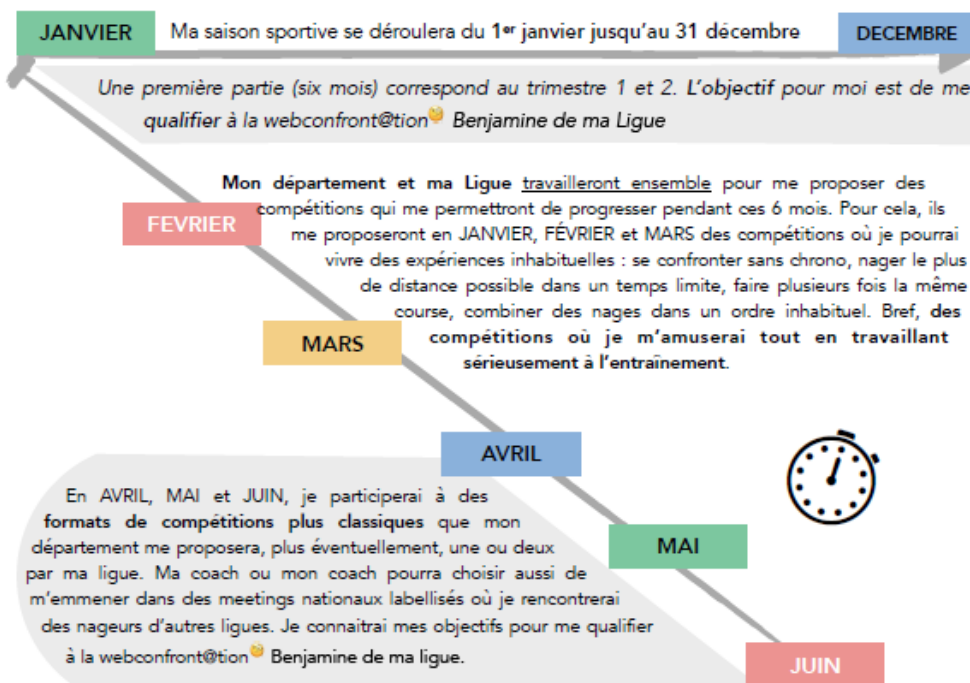 JANVIER
Ma saison sportive se déroulera du 1er janvier jusqu'au 31 décembre
DECEMBRE
Une première partie (six mois) correspond au trimestre 1 et 2. L'objectif pour moi est de me
qualifier à la webconfront@tion Benjamine de ma Ligue
Mon département et ma Ligue travailleront ensemble pour me proposer des
FEVRIER
compétitions qui me permettront de progresser pendant ces 6 mois. Pour cela, ils
me proposeront en JANVIER, FÉVRIER et MARS des compétitions où je pourrai
vivre des expériences inhabituelles : se confronter sans chrono, nager le plus
de distance possible dans un temps limite, faire plusieurs fois la même
course, combiner des nages dans un ordre inhabituel. Bref, des
MARS
compétitions où je m'amuserai tout en travaillant
sérieusement à l'entraînement.
AVRIL
En AVRIL, MAI et JUIN, je participerai à des
formats de compétitions plus classiques que mon
département me proposera, plus éventuellement, une ou deux
MAI
par ma ligue. Ma coach ou mon coach pourra choisir aussi de
m'emmener dans des meetings nationaux labellisés où je rencontrerai
des nageurs d'autres ligues. Je connaitrai mes objectifs pour me qualifier
à la webconfront@tion Benjamine de ma ligue.
JUIN